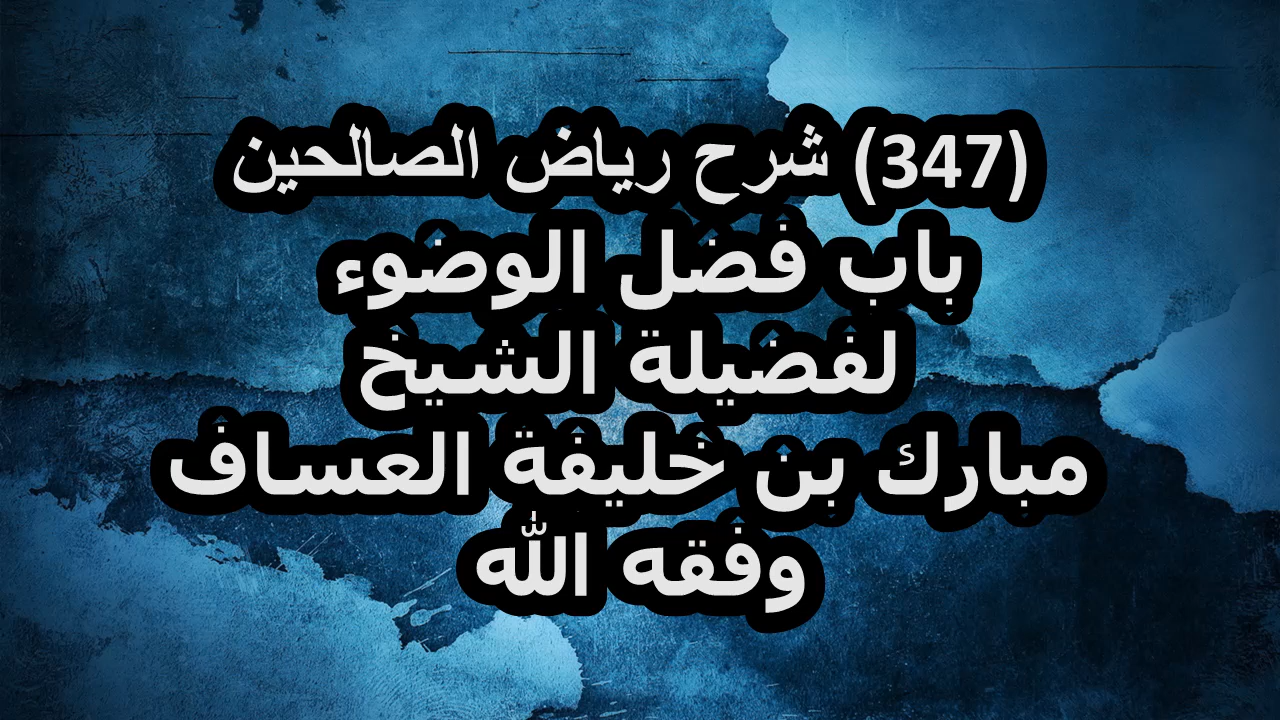 (347) شرح رياض الصالحين
باب فضل الوضوء
لفضيلة الشيخ
مبارك بن خليفة العساف
وفقه الله